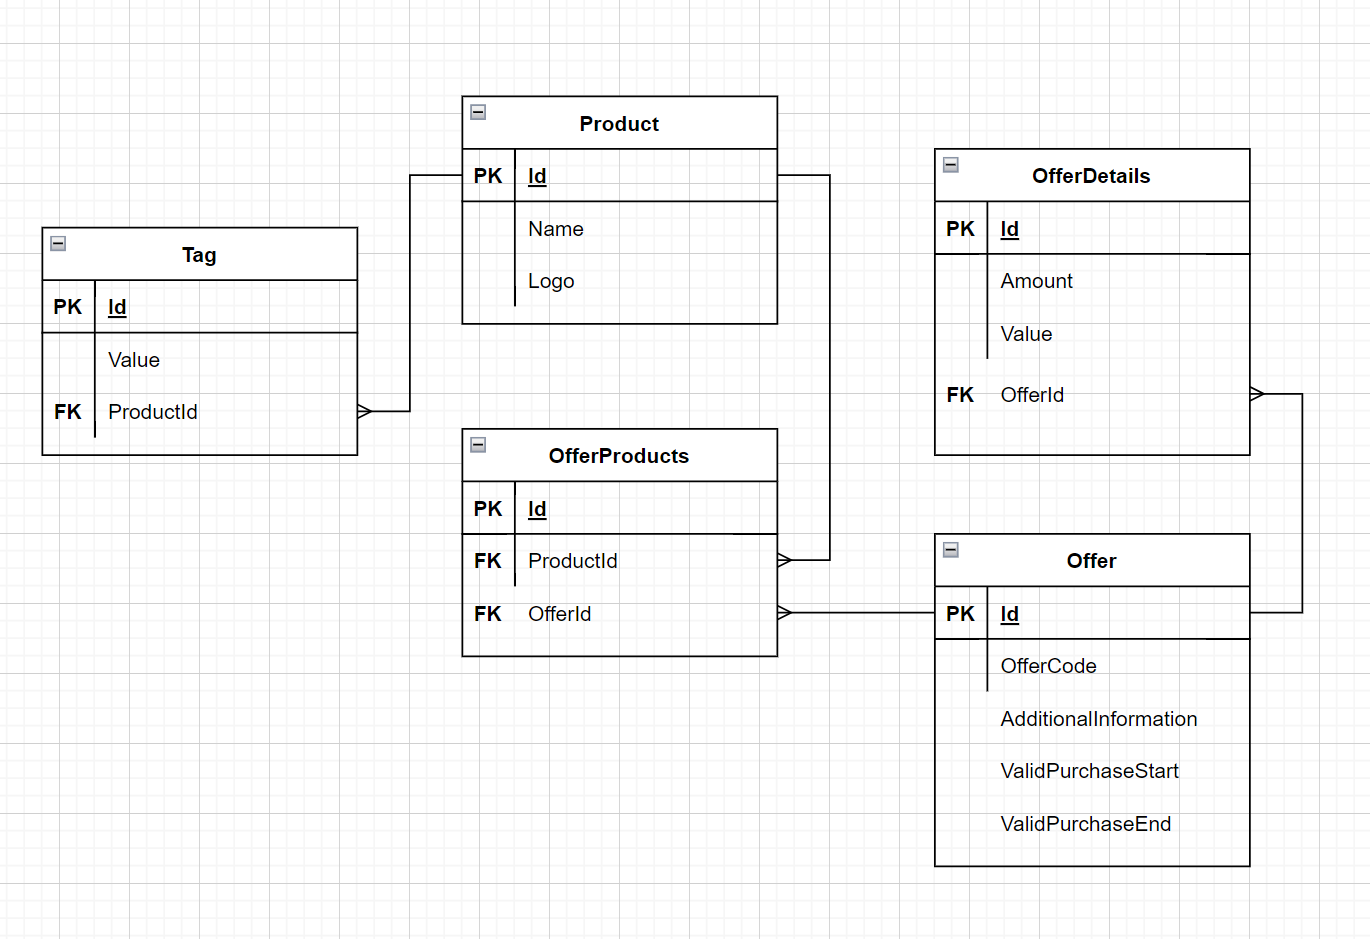 Product
PK Id
Name
Logo
Tag
PK Id
Value
FK ProductId
OfferProducts
PK Id
FK ProductId
FK OfferId
OfferDetails
PK Id
Amount
Value
FK OfferId
Offer
PK Id
OfferCode
AdditionalInformation
ValidPurchaseStart
ValidPurchaseEnd